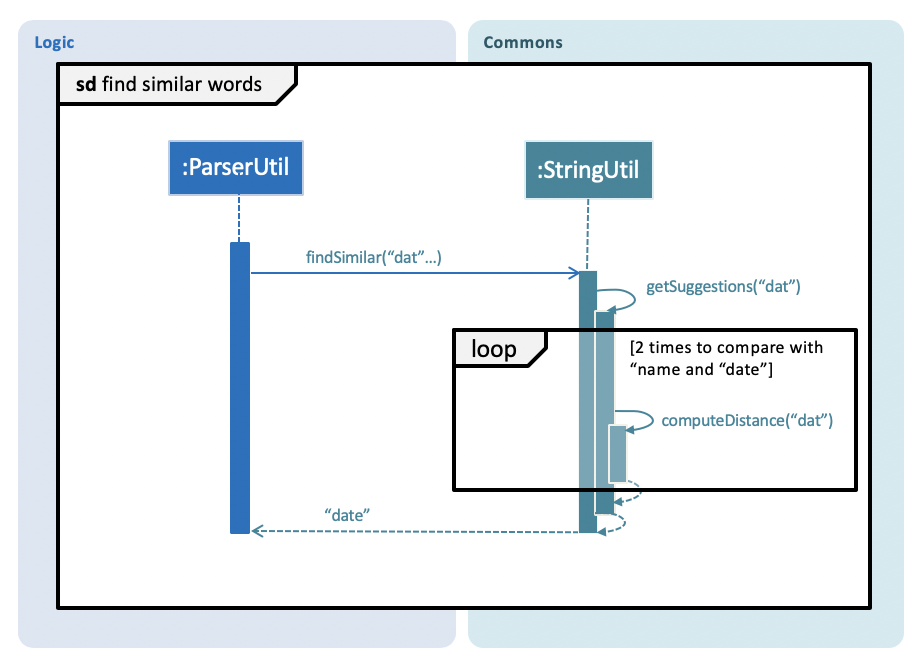 Logic
Commons
sd find similar words
:ParserUtil
:StringUtil
findSimilar(“dat”...)
getSuggestions(“dat”)
loop
[2 times to compare with
“name and “date”]
computeDistance(“dat”)
“date”